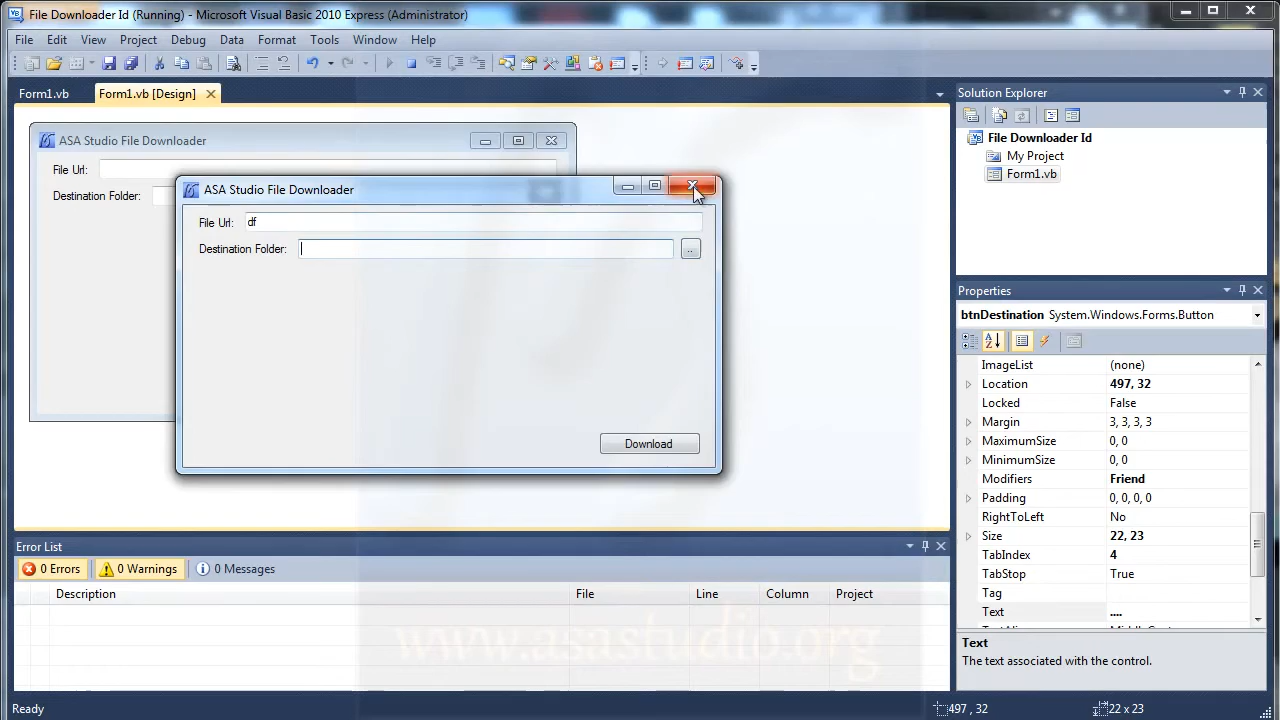 File Downloader Id (Running) - Microsoft Visual Basic 2010 Express (Administrator)
File Edit View Project Debug Data Format Tools Window Help
Form1.vb Form1.vb [Design]
ASA Studio File Downloader
File Url:
Destination Folder:
ASA Studio File Downloader
File Url: df
Destination Folder:
..
Download
Solution Explorer
File Downloader Id
My Project
Form1.vb
Properties
btnDestination System.Windows.Forms.Button
ImageList (none)
Location 497, 32
Locked False
Margin 3, 3, 3, 3
MaximumSize 0, 0
MinimumSize 0, 0
Modifiers Friend
Padding 0, 0, 0, 0
RightToLeft No
Size 22, 23
TabIndex 4
TabStop True
Tag
Text ....
Text
The text associated with the control.
Error List
0 Errors 0 Warnings 0 Messages
Description File Line Column Project
www.asastudio.org
Ready 497 , 32 22 x 23